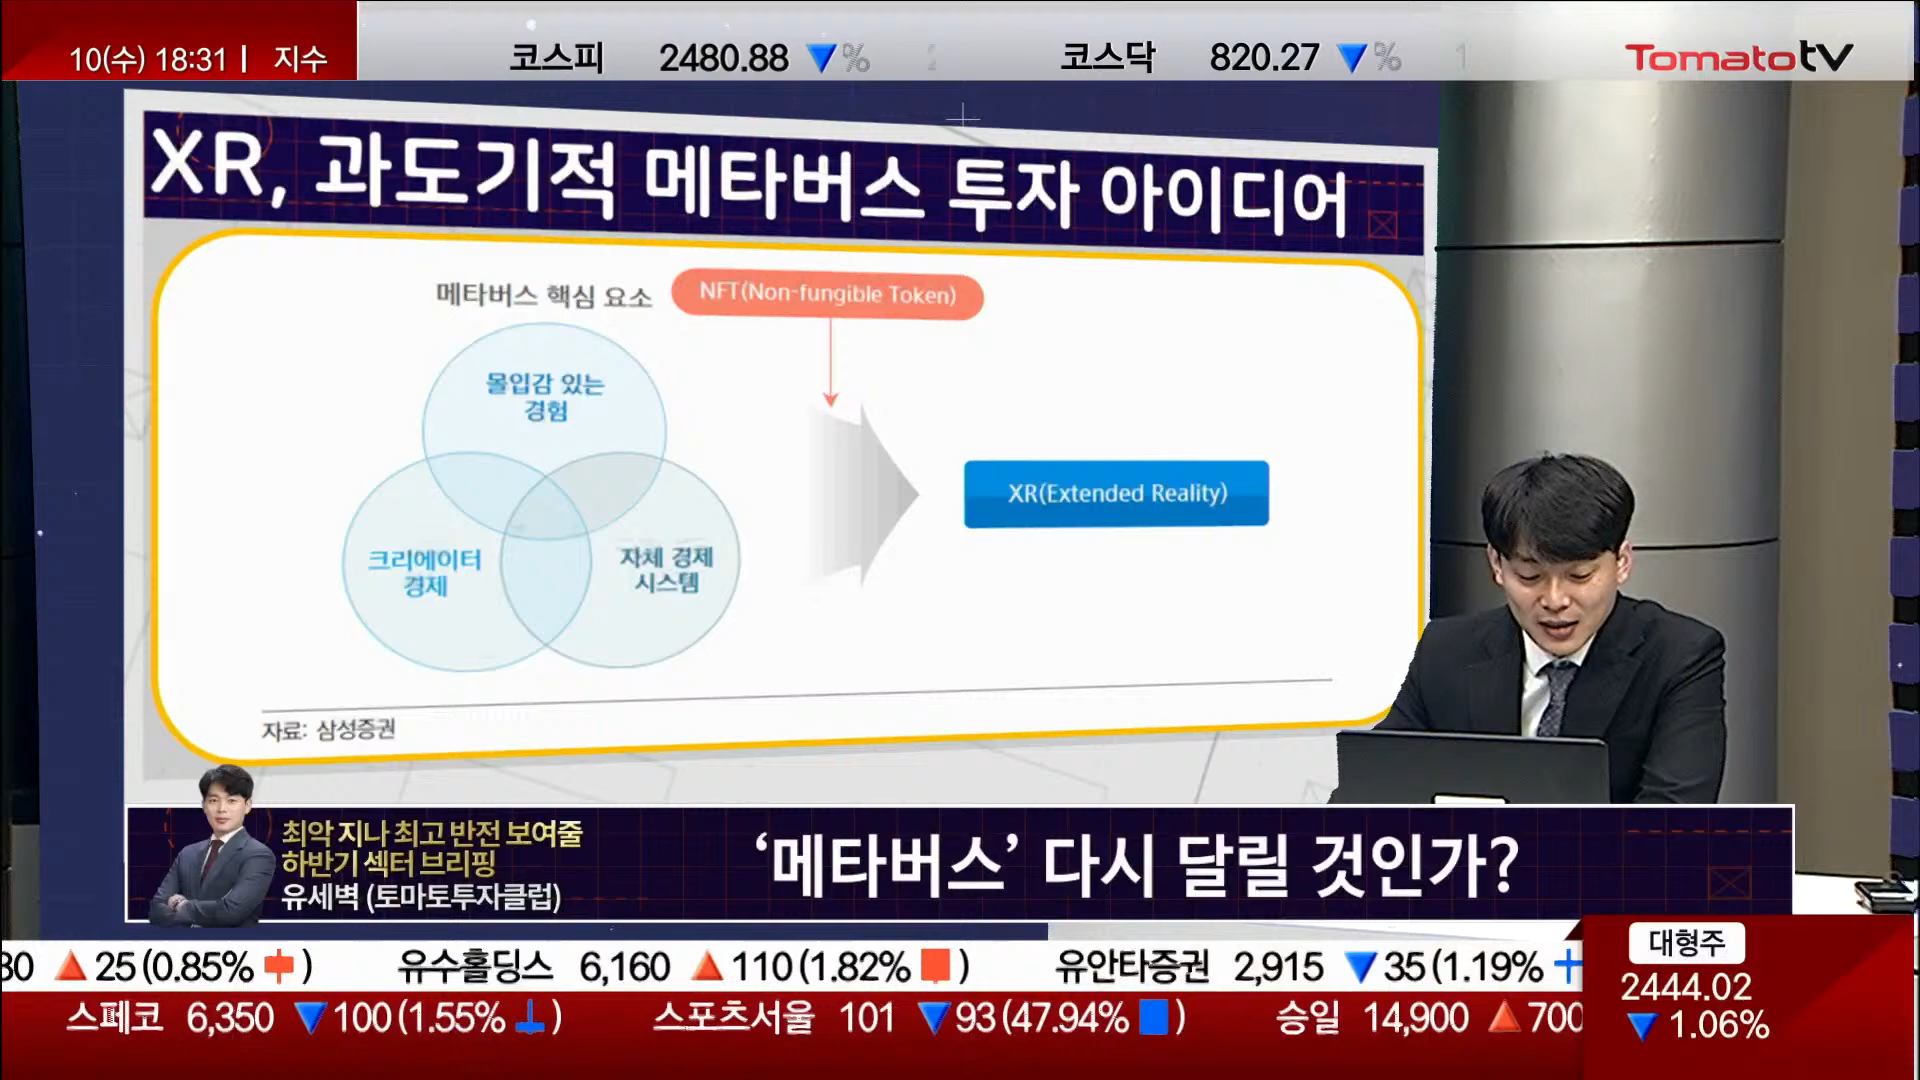 10(수) 18:31 | 지수
코스피 2480.88 ▼%
코스닥 820.27 ▼%
Tomatotv
XR, 과도기적 메타버스 투자 아이디어
메타버스 핵심 요소
NFT(Non-fungible Token)
몰입감 있는
경험
크리에이터
경제
자체 경제
시스템
XR(Extended Reality)
자료: 삼성증권
최악 지나 최고 반전 보여줄
하반기 섹터 브리핑
유세벽 (토마토투자클럽)
‘메타버스’ 다시 달릴 것인가?
80 ▲25(0.85% ) 유수홀딩스 6,160 ▲110(1.82% ) 유안타증권 2,915 ▼35(1.19%
스페코 6,350 ▼100(1.55% ) 스포츠서울 101 ▼93(47.94% ) 승일 14,900 ▲700
대형주
2444.02
▼ 1.06%